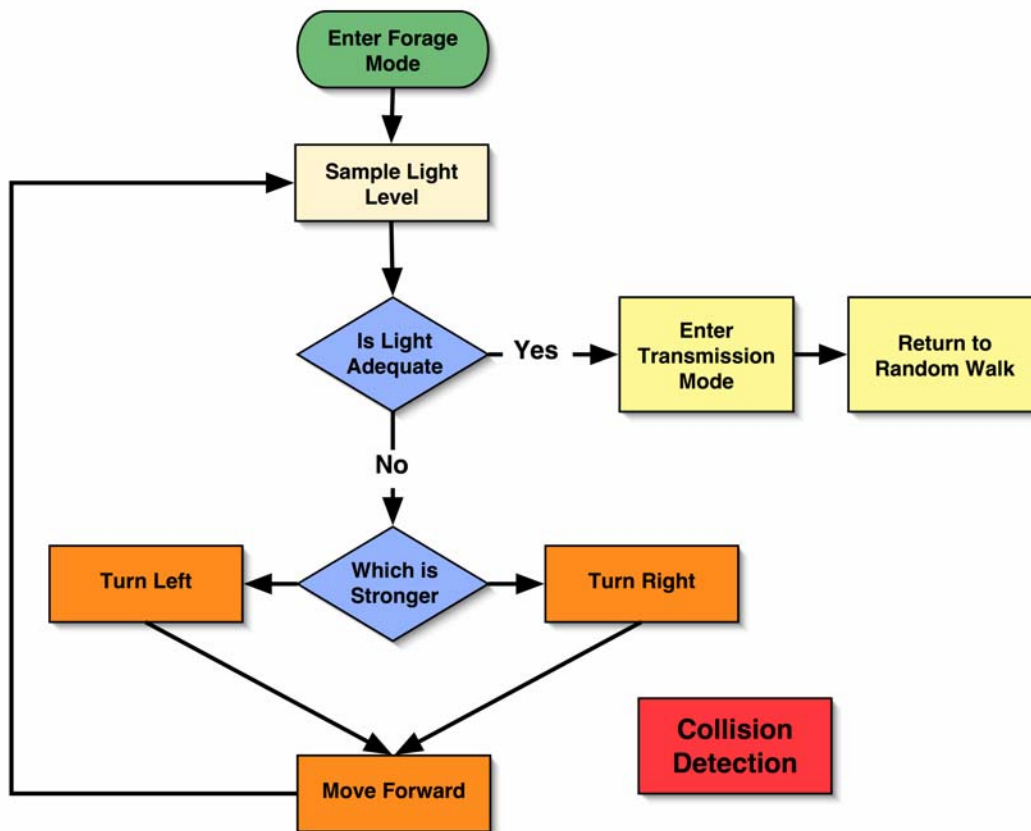 Enter Forage
Mode
Sample Light
Level
Is Light
Adequate
Yes
Enter
Transmission
Mode
Return to
Random Walk
No
Turn Left
Which is
Stronger
Turn Right
Collision
Detection
Move Forward